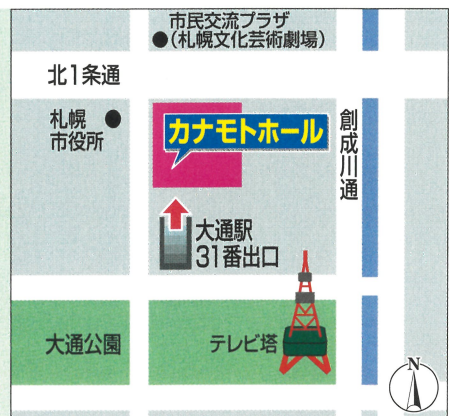 市民交流プラザ
(札幌文化芸術劇場)
北1条通
札幌
市役所
カナモトホール
創成川通
大通駅
31番出口
大通公園
テレビ塔
N